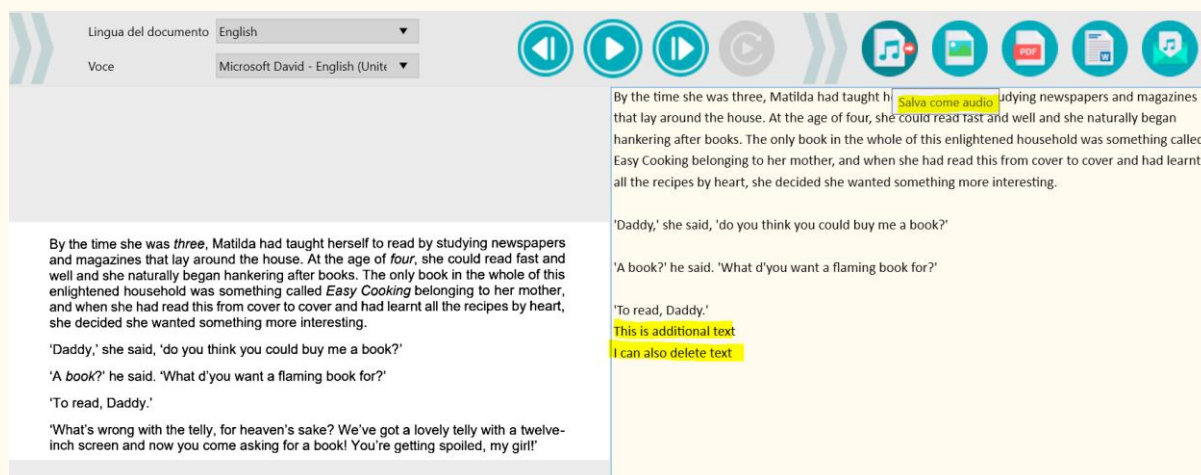 Lingua del documento English
Voce Microsoft David - English (Unite
PDF
W
By the time she was three, Matilda had taught herself to read by studying newspapers
and magazines that lay around the house. At the age of four, she could read fast and
well and she naturally began hankering after books. The only book in the whole of this
enlightened household was something called Easy Cooking belonging to her mother,
and when she had read this from cover to cover and had learnt all the recipes by heart,
she decided she wanted something more interesting.
‘Daddy,’ she said, ‘do you think you could buy me a book?’
‘A book?’ he said. ‘What d’you want a flaming book for?’
‘To read, Daddy.’
‘What’s wrong with the telly, for heaven’s sake? We’ve got a lovely telly with a twelve-
inch screen and now you come asking for a book! You’re getting spoiled, my girl!’
By the time she was three, Matilda had taught h Salva come audio udying newspapers and magazines
that lay around the house. At the age of four, she could read fast and well and she naturally began
hankering after books. The only book in the whole of this enlightened household was something called
Easy Cooking belonging to her mother, and when she had read this from cover to cover and had learnt
all the recipes by heart, she decided she wanted something more interesting.
'Daddy,' she said, 'do you think you could buy me a book?'
'A book?' he said. 'What d'you want a flaming book for?'
'To read, Daddy.'
This is additional text
I can also delete text